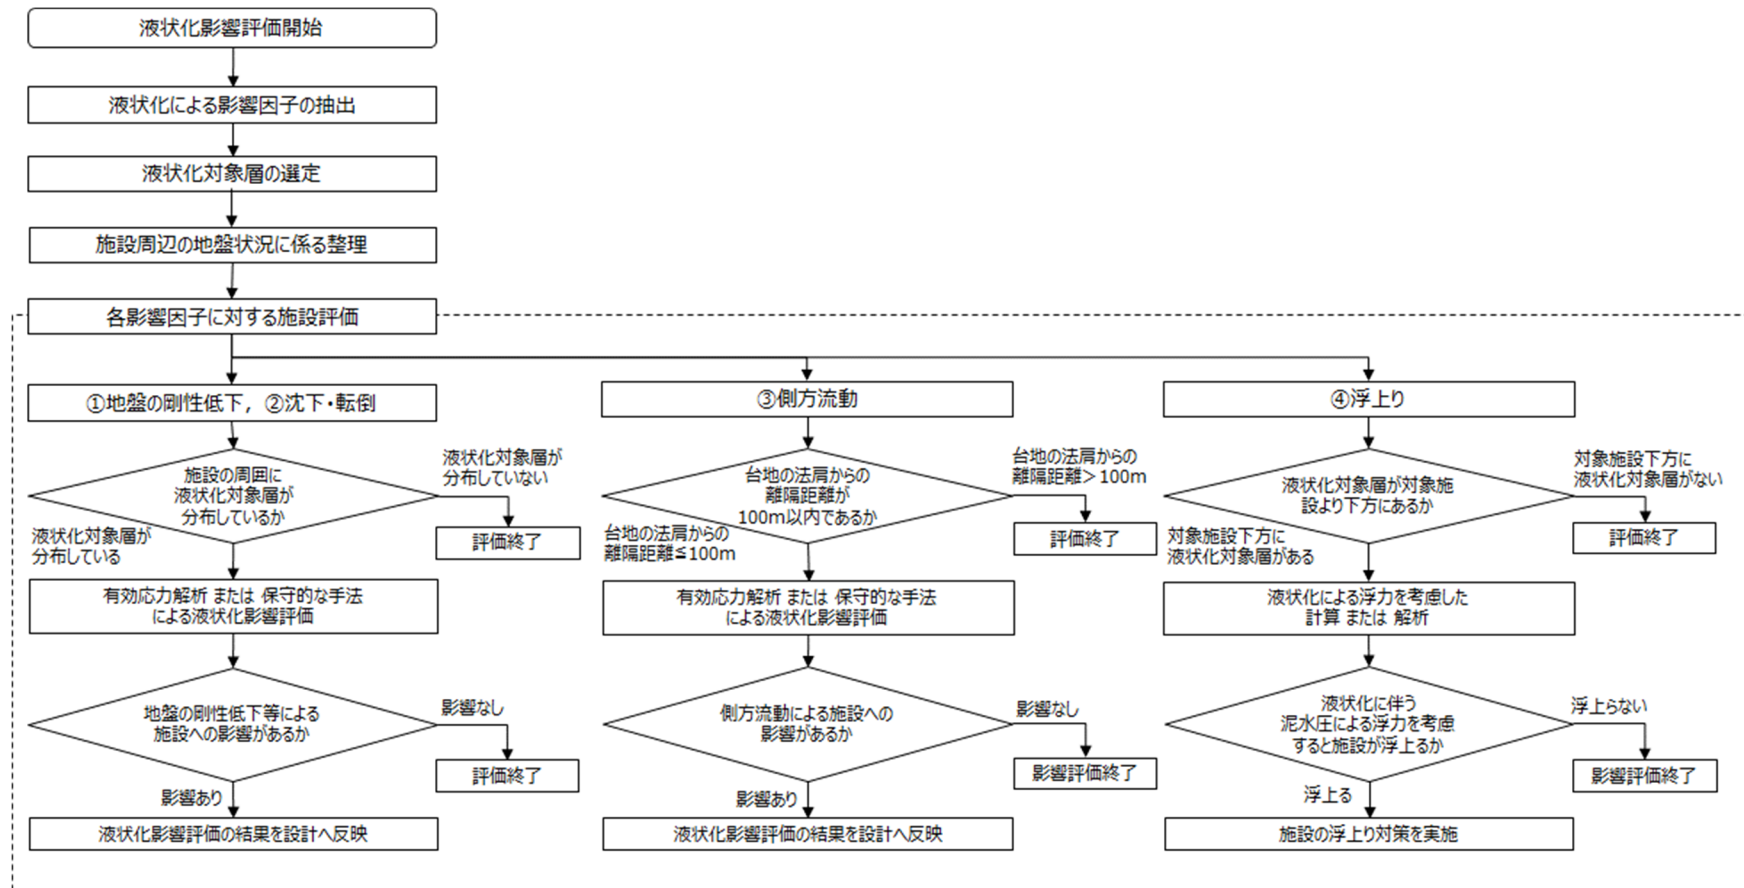 液状化影響評価開始
液状化による影響因子の抽出
液状化対象層の選定
施設周辺の地盤状況に係る整理
各影響因子に対する施設評価
①地盤の剛性低下，②沈下・転倒
施設の周囲に
液状化対象層が
分布しているか
液状化対象層が
分布していない
評価終了
液状化対象層が
分布している
有効応力解析 または 保守的な手法
による液状化影響評価
地盤の剛性低下等による
施設への影響があるか
影響なし
評価終了
影響あり
液状化影響評価の結果を設計へ反映
③側方流動
台地の法肩からの
離隔距離が
100m以内であるか
台地の法肩からの
離隔距離＞100m
評価終了
台地の法肩からの
離隔距離≦100m
有効応力解析 または 保守的な手法
による液状化影響評価
側方流動による施設への
影響があるか
影響なし
影響評価終了
影響あり
液状化影響評価の結果を設計へ反映
④浮上り
液状化対象層が対象施
設より下方にあるか
対象施設下方に
液状化対象層がない
評価終了
対象施設下方に
液状化対象層がある
液状化による浮力を考慮した
計算 または 解析
液状化に伴う
泥水圧による浮力を考慮
すると施設が浮上るか
浮上らない
影響評価終了
浮上る
施設の浮上り対策を実施